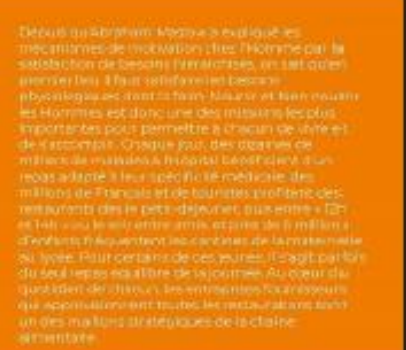 Depuis qu'Abraham Maslow a expliqué les
mécanismes de motivation chez l'Homme par la
satisfaction de besoins hiérarchisés, on sait qu'en
premier lieu il faut satisfaire les besoins
physiologiques dont la faim. Nourrir et bien nourrir
les Hommes est donc une des missions les plus
importantes pour permettre à chacun de vivre et
de s'accomplir. Chaque jour, des dizaines de
milliers de malades à l'hôpital bénéficient d'un
repas adapté à leur spécificité médicale, des
millions de Français et de touristes profitent des
restaurants dès le petit-déjeuner, puis entre « 12h
et 14h » ou le soir entre amis et près de 6 millions
d'enfants fréquentent les cantines de la maternelle
au lycée. Pour certains de ces jeunes, il s'agit parfois
du seul repas équilibré de la journée. Au cœur du
quotidien de chacun, les entreprises fournisseurs
qui approvisionnent toutes les restaurations sont
un des maillons stratégiques de la chaîne
alimentaire.